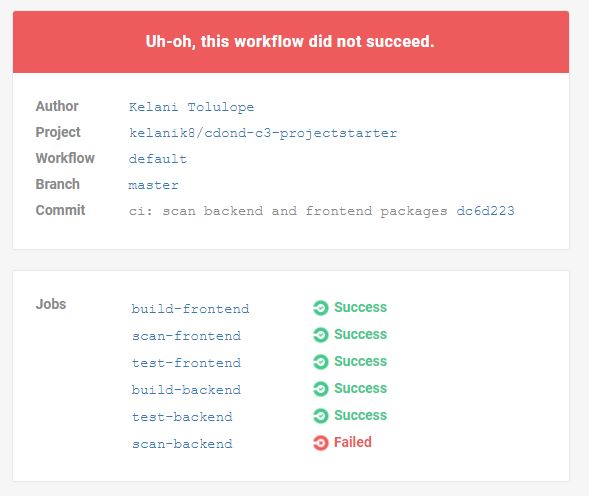 Uh-oh, this workflow did not succeed.
Author Kelani Tolulope
Project kelanik8/cdond-c3-projectstarter
Workflow default
Branch master
Commit ci: scan backend and frontend packages dc6d223
Jobs build-frontend Success
scan-frontend Success
test-frontend Success
build-backend Success
test-backend Success
scan-backend Failed